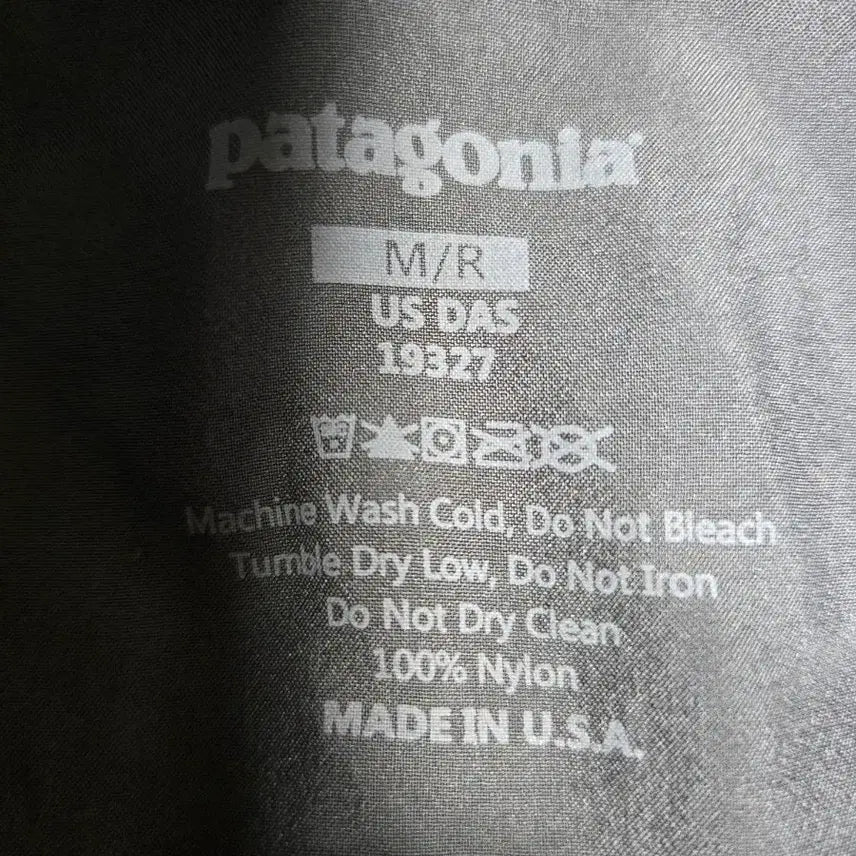 patagonia
M/R
US DAS
19327
Machine Wash Cold, Do Not Bleach
Tumble Dry Low, Do Not Iron
Do Not Dry Clean
100% Nylon
MADE IN U.S.A.